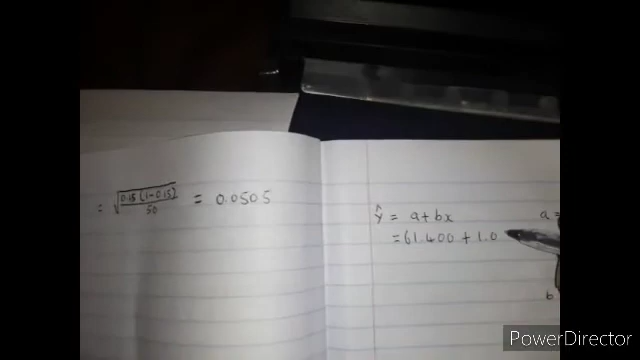 = √(0.15(1-0.15)/50) = 0.0505
ŷ = a+bx
a =
= 61.400 + 1.0
b
PowerDirector